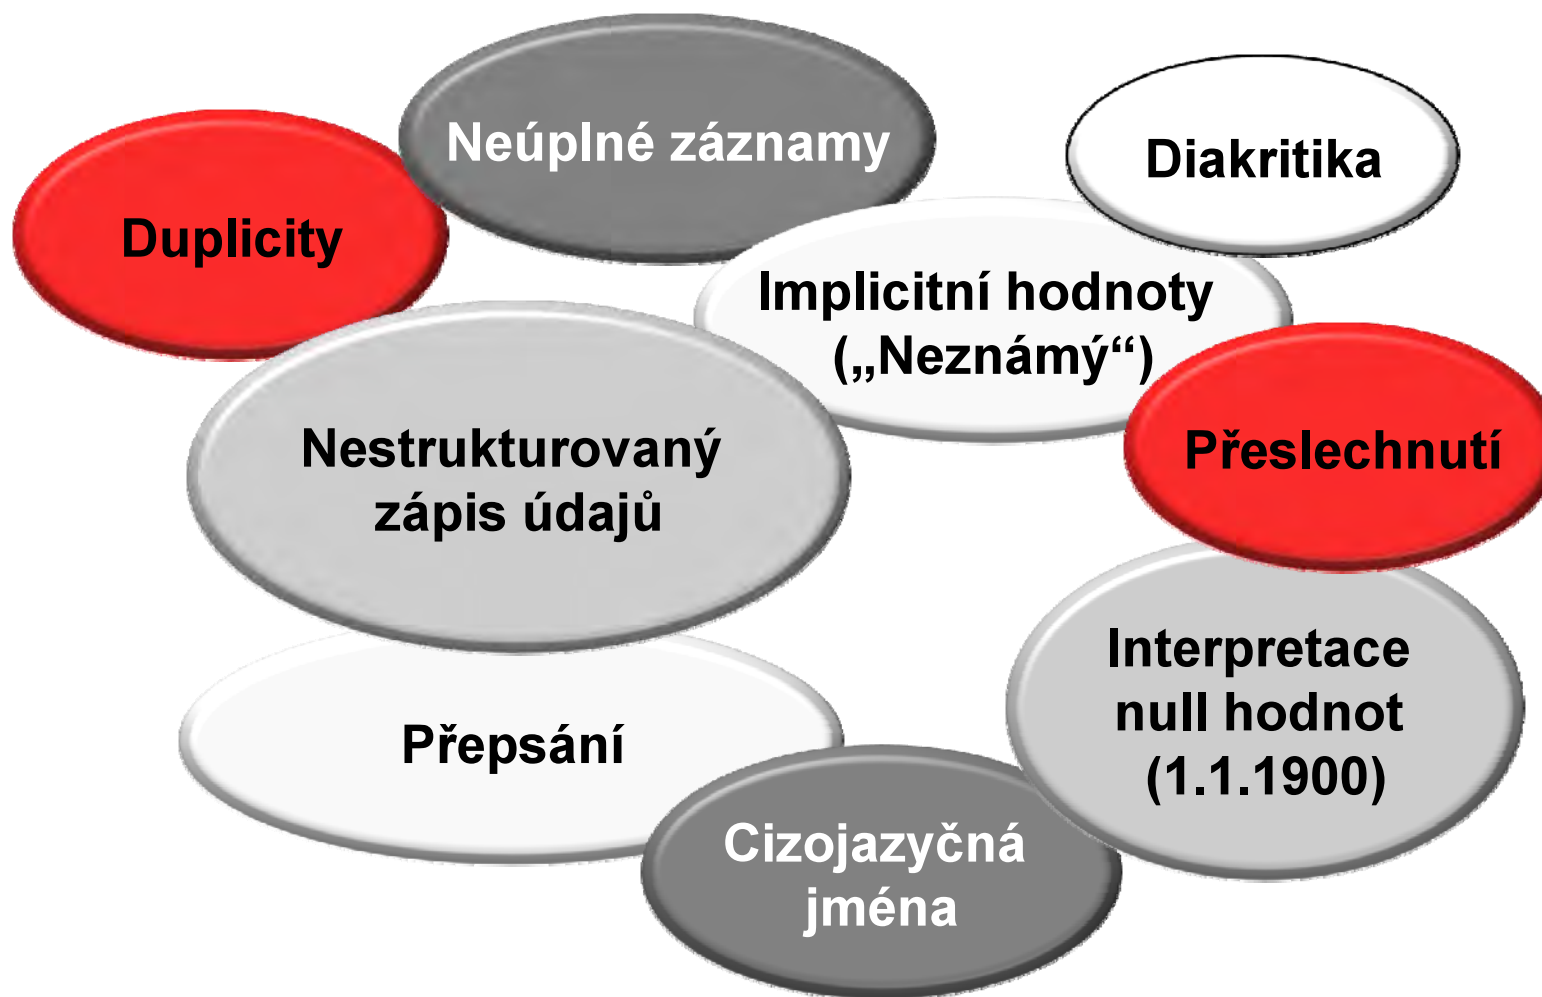 Neúplné záznamy
Diakritika
Duplicity
Implicitní hodnoty
(„Neznámý“)
Nestrukturovaný
zápis údajů
Přeslechnutí
Interpretace
null hodnot
(1.1.1900)
Přepsání
Cizojazyčná
jména